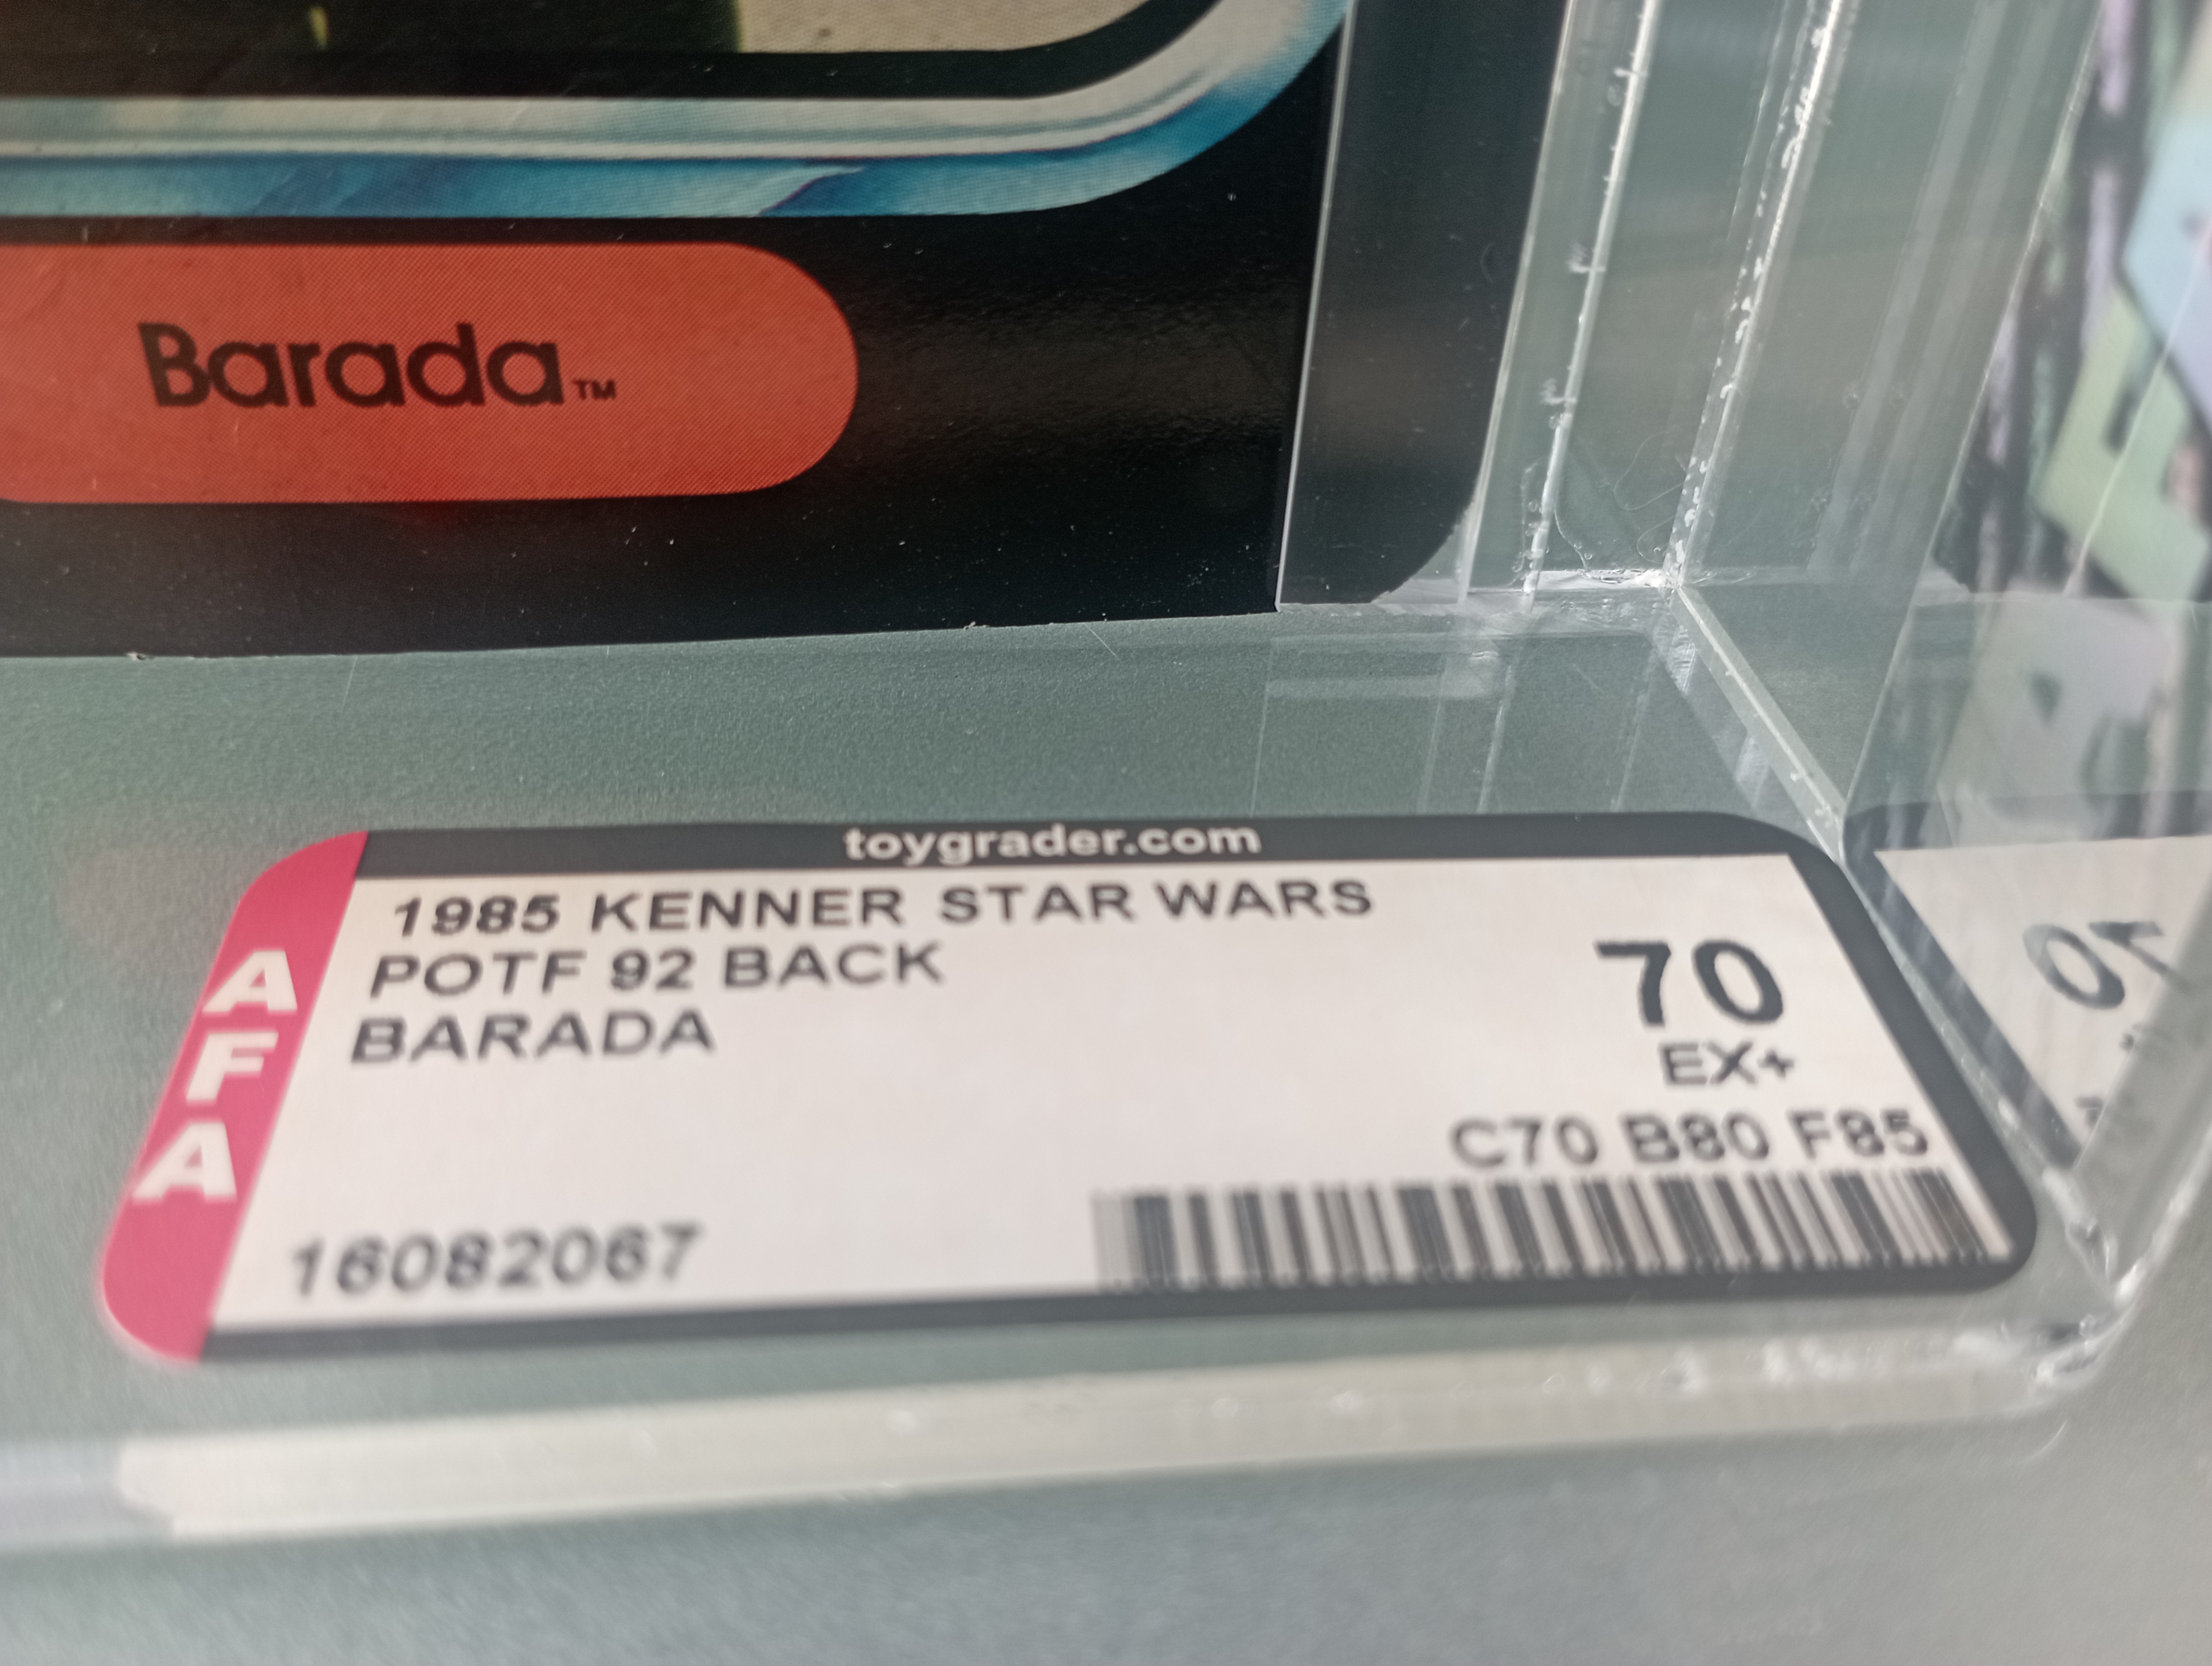 Barada™
toygrader.com
AFA
1985 KENNER STAR WARS
POTF 92 BACK
BARADA
70
EX+
C70 B80 F85
16082067